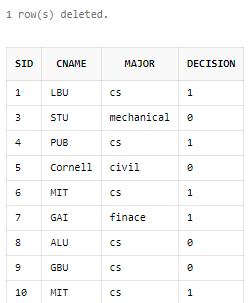 1 row(s) deleted.
SID CNAME MAJOR DECISION
1 LBU cs 1
3 STU mechanical 0
4 PUB cs 1
5 Cornell civil 0
6 MIT cs 1
7 GAI finace 1
8 ALU cs 0
9 GBU cs 0
10 MIT cs 1